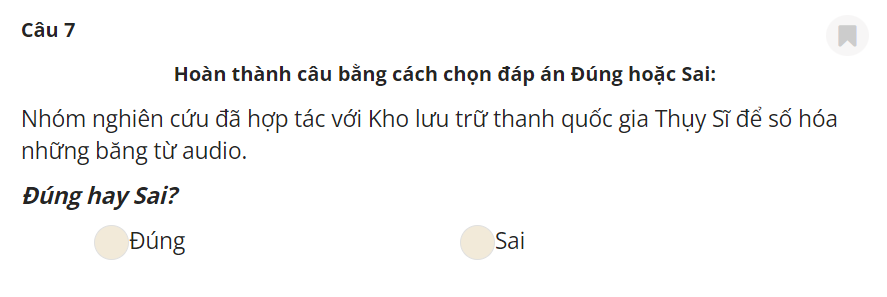 Câu 7
Hoàn thành câu bằng cách chọn đáp án Đúng hoặc Sai:
Nhóm nghiên cứu đã hợp tác với Kho lưu trữ thanh quốc gia Thụy Sĩ để số hóa
những băng từ audio.
Đúng hay Sai?
Đúng
Sai